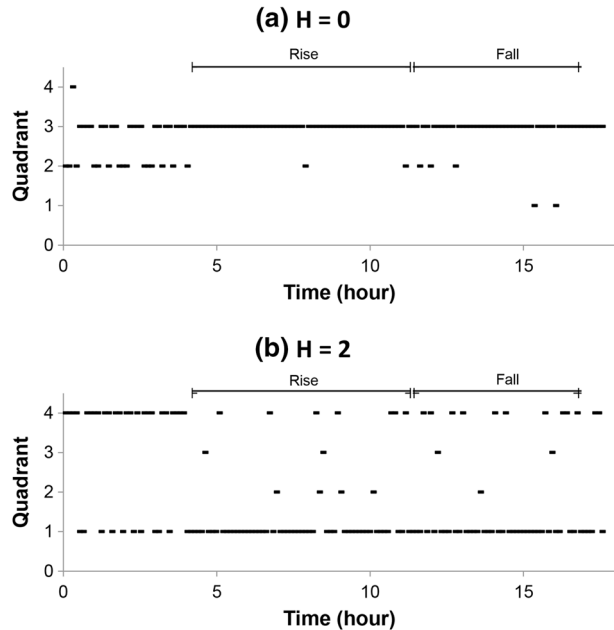 (a) H = 0
Rise Fall
4
3
2
1
0
Quadrant
0 5 10 15
Time (hour)
(b) H = 2
Rise Fall
4
3
2
1
0
Quadrant
0 5 10 15
Time (hour)